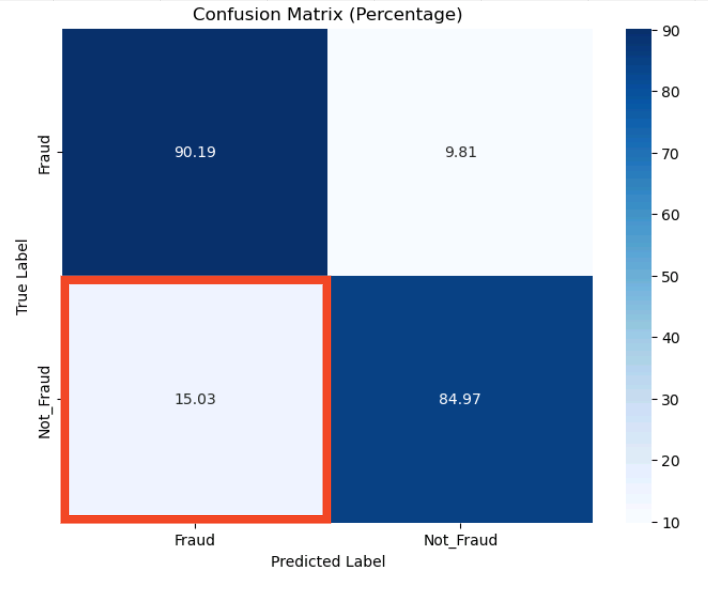 Confusion Matrix (Percentage)
True Label
Fraud
Not_Fraud
90.19
9.81
15.03
84.97
Fraud
Not_Fraud
Predicted Label
90
80
70
60
50
40
30
20
10